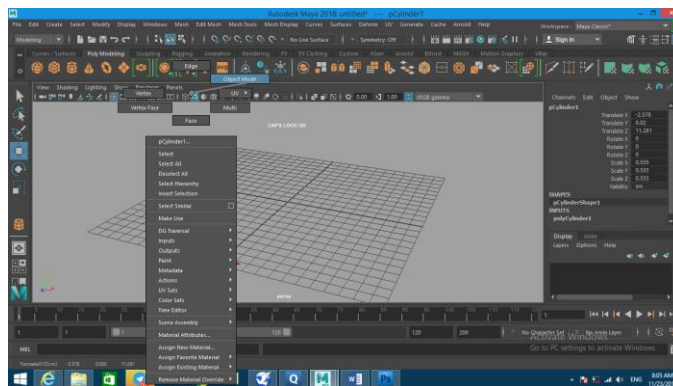 Autodesk Maya 2018: untitled* --- pCylinder1
File Edit Create Select Modify Display Windows Mesh Edit Mesh Mesh Tools Mesh Display Curves Surfaces Deform UV Generate Cache Arnold Help
Workspace: Maya Classic*
Modeling
No Live Surface
Symmetry: Off
Sign In
Curves / Surfaces Poly Modeling Sculpting Rigging Animation Rendering FX FX Caching Custom Arnold Bifrost MASH Motion Graphics
Edge
Object Mode
View Shading Lighting Show Renderer Panels
Vertex
UV
Vertex Face
Multi
Face
0.00
1.00
sRGB gamma
CAPS LOCK ON
Channels Edit Object Show
pCylinder1
Translate X -2.578
Translate Y 0.02
Translate Z 11.281
Rotate X 0
Rotate Y 0
Rotate Z 0
Scale X 0.555
Scale Y 0.555
Scale Z 0.555
Visibility on
SHAPES
pCylinderShape1
INPUTS
polyCylinder1
pCylinder1...
Select
Select All
Deselect All
Select Hierarchy
Invert Selection
Select Similar
Make Live
DG Traversal
Inputs
Outputs
Paint
Metadata
Actions
UV Sets
Color Sets
Time Editor
Scene Assembly
Material Attributes...
Assign New Material...
Assign Favorite Material
Assign Existing Material
Remove Material Override
Display Anim
Layers Options Help
persp
1
1
1
120
120
200
No Character Set
No Anim Layer
MEL
Activate Windows
Go to PC settings to activate Windows.
ENG
8:05 AM